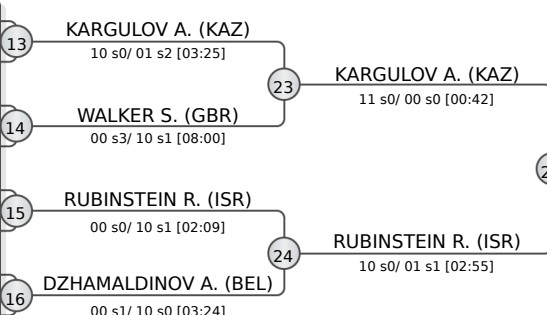 13
KARGULOV A. (KAZ)
10 s0/ 01 s2 [03:25]
23
KARGULOV A. (KAZ)
11 s0/ 00 s0 [00:42]
14
WALKER S. (GBR)
00 s3/ 10 s1 [08:00]
15
RUBINSTEIN R. (ISR)
00 s0/ 10 s1 [02:09]
24
RUBINSTEIN R. (ISR)
10 s0/ 01 s1 [02:55]
16
DZHAMALDINOV A. (BEL)
00 s1/ 10 s0 [03:24]